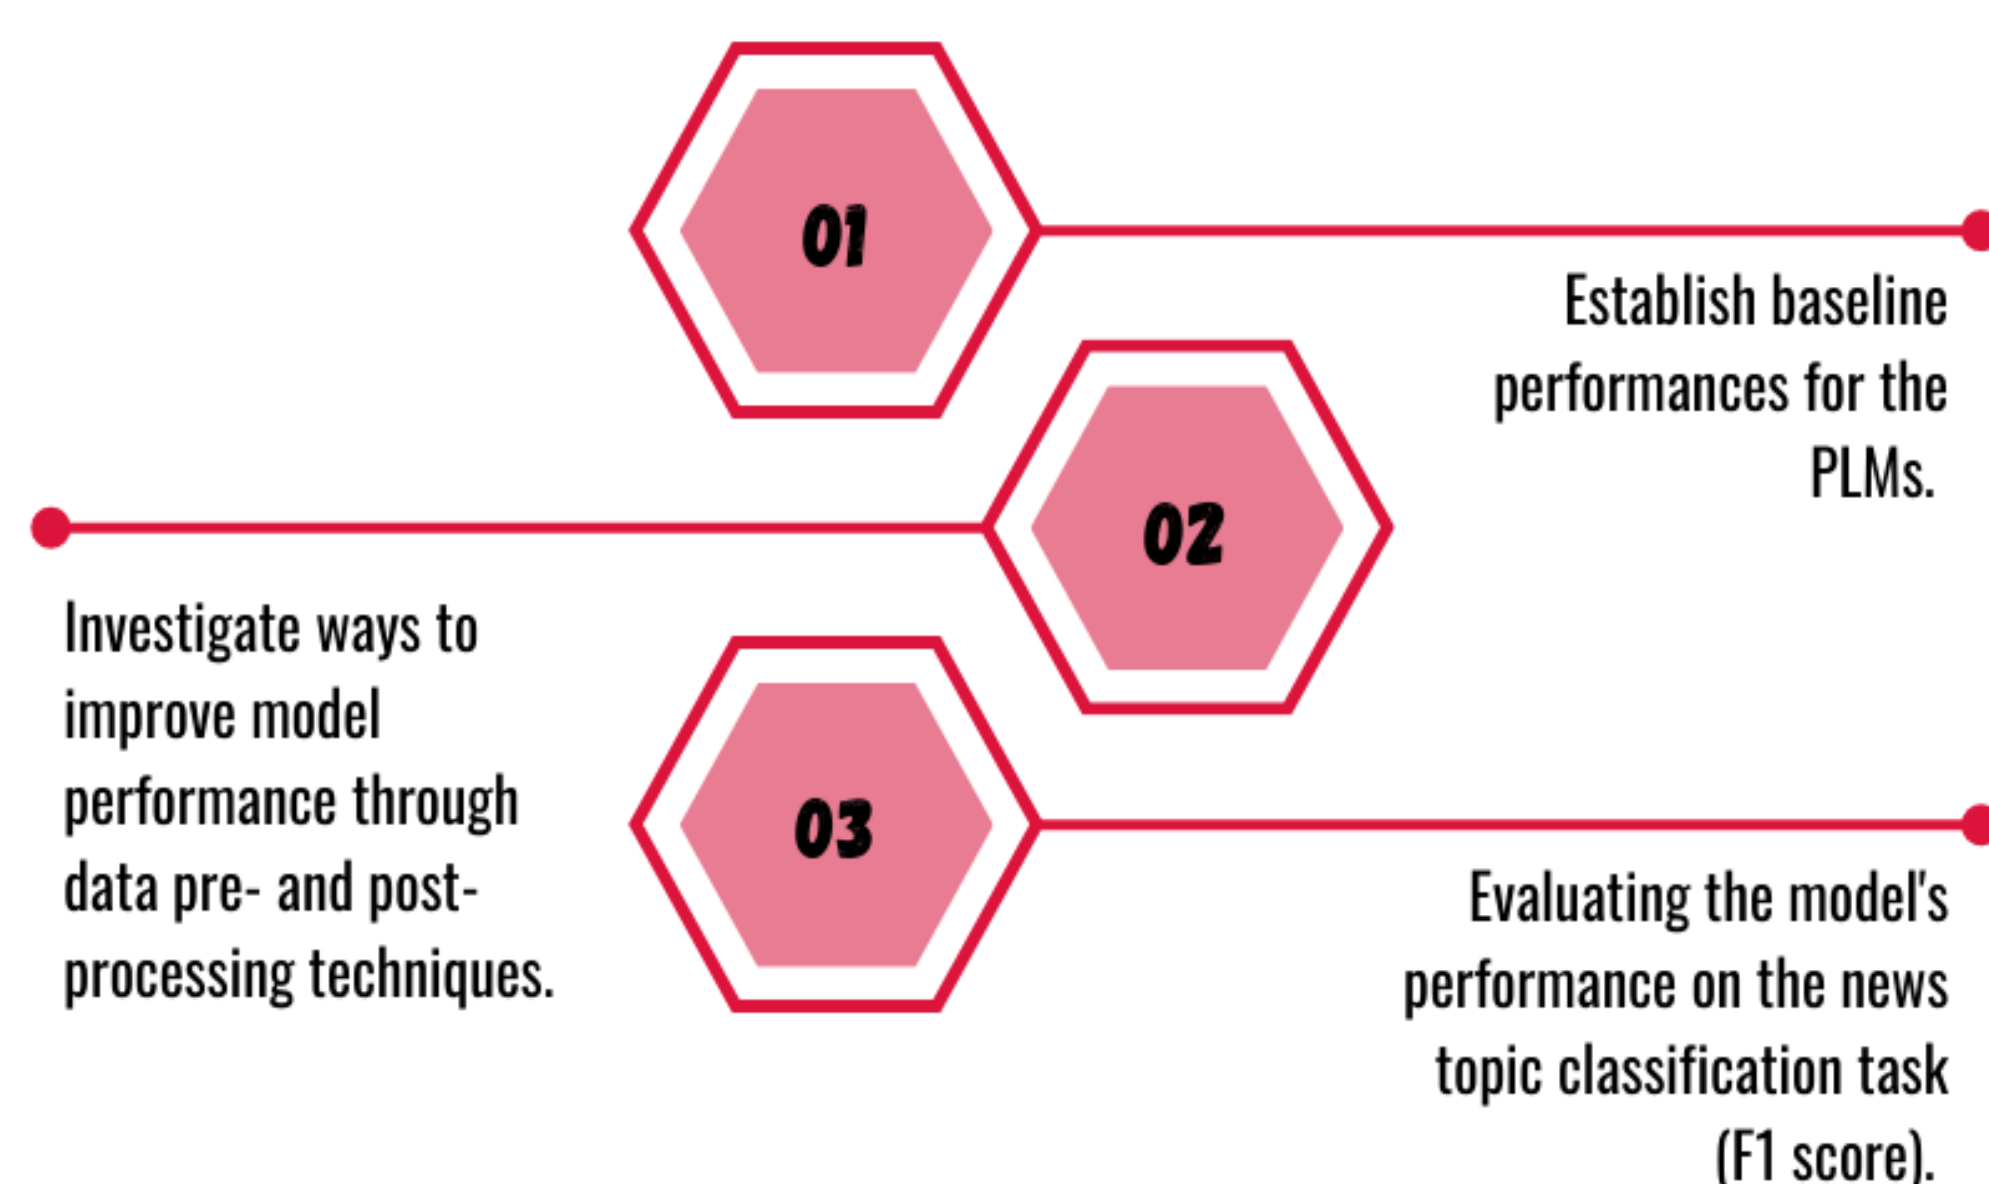 01
Establish baseline
performances for the
PLMs.
02
Investigate ways to
improve model
performance through
data pre- and post-
processing techniques.
03
Evaluating the model's
performance on the news
topic classification task
(F1 score).